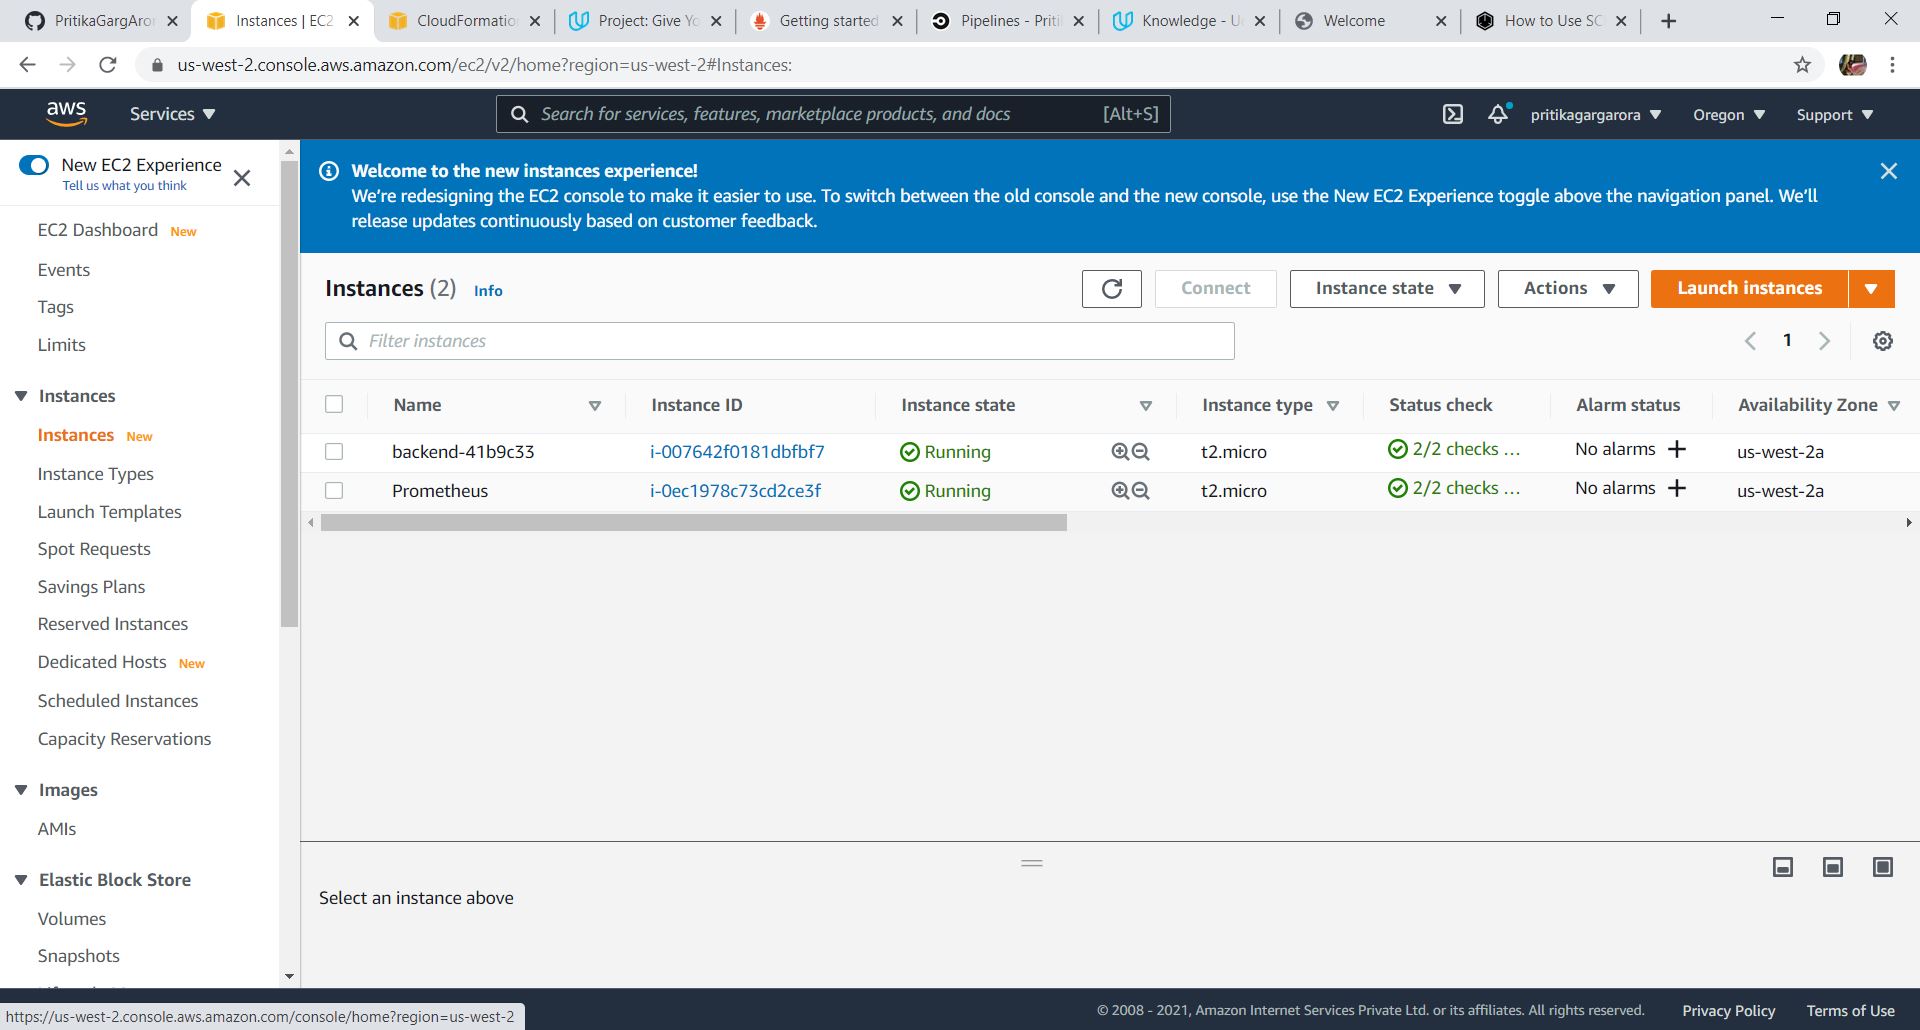 PritikaGargAror
Instances | EC2
CloudFormatio
Project: Give Yo
Getting started
Pipelines - Priti
Knowledge - U
Welcome
How to Use SC
us-west-2.console.aws.amazon.com/ec2/v2/home?region=us-west-2#Instances:
aws
Services
Search for services, features, marketplace products, and docs
[Alt+S]
pritikagargarora
Oregon
Support
New EC2 Experience
Tell us what you think
EC2 Dashboard New
Events
Tags
Limits
Instances
Instances New
Instance Types
Launch Templates
Spot Requests
Savings Plans
Reserved Instances
Dedicated Hosts New
Scheduled Instances
Capacity Reservations
Images
AMIs
Elastic Block Store
Volumes
Snapshots
Welcome to the new instances experience!
We're redesigning the EC2 console to make it easier to use. To switch between the old console and the new console, use the New EC2 Experience toggle above the navigation panel. We'll
release updates continuously based on customer feedback.
Instances (2) Info
Connect
Instance state
Actions
Launch instances
Filter instances
1
Name Instance ID Instance state Instance type Status check Alarm status Availability Zone
backend-41b9c33 i-007642f0181dbfbf7 Running t2.micro 2/2 checks ... No alarms + us-west-2a
Prometheus i-0ec1978c73cd2ce3f Running t2.micro 2/2 checks ... No alarms + us-west-2a
Select an instance above
https://us-west-2.console.aws.amazon.com/console/home?region=us-west-2
© 2008 - 2021, Amazon Internet Services Private Ltd. or its affiliates. All rights reserved.
Privacy Policy
Terms of Use